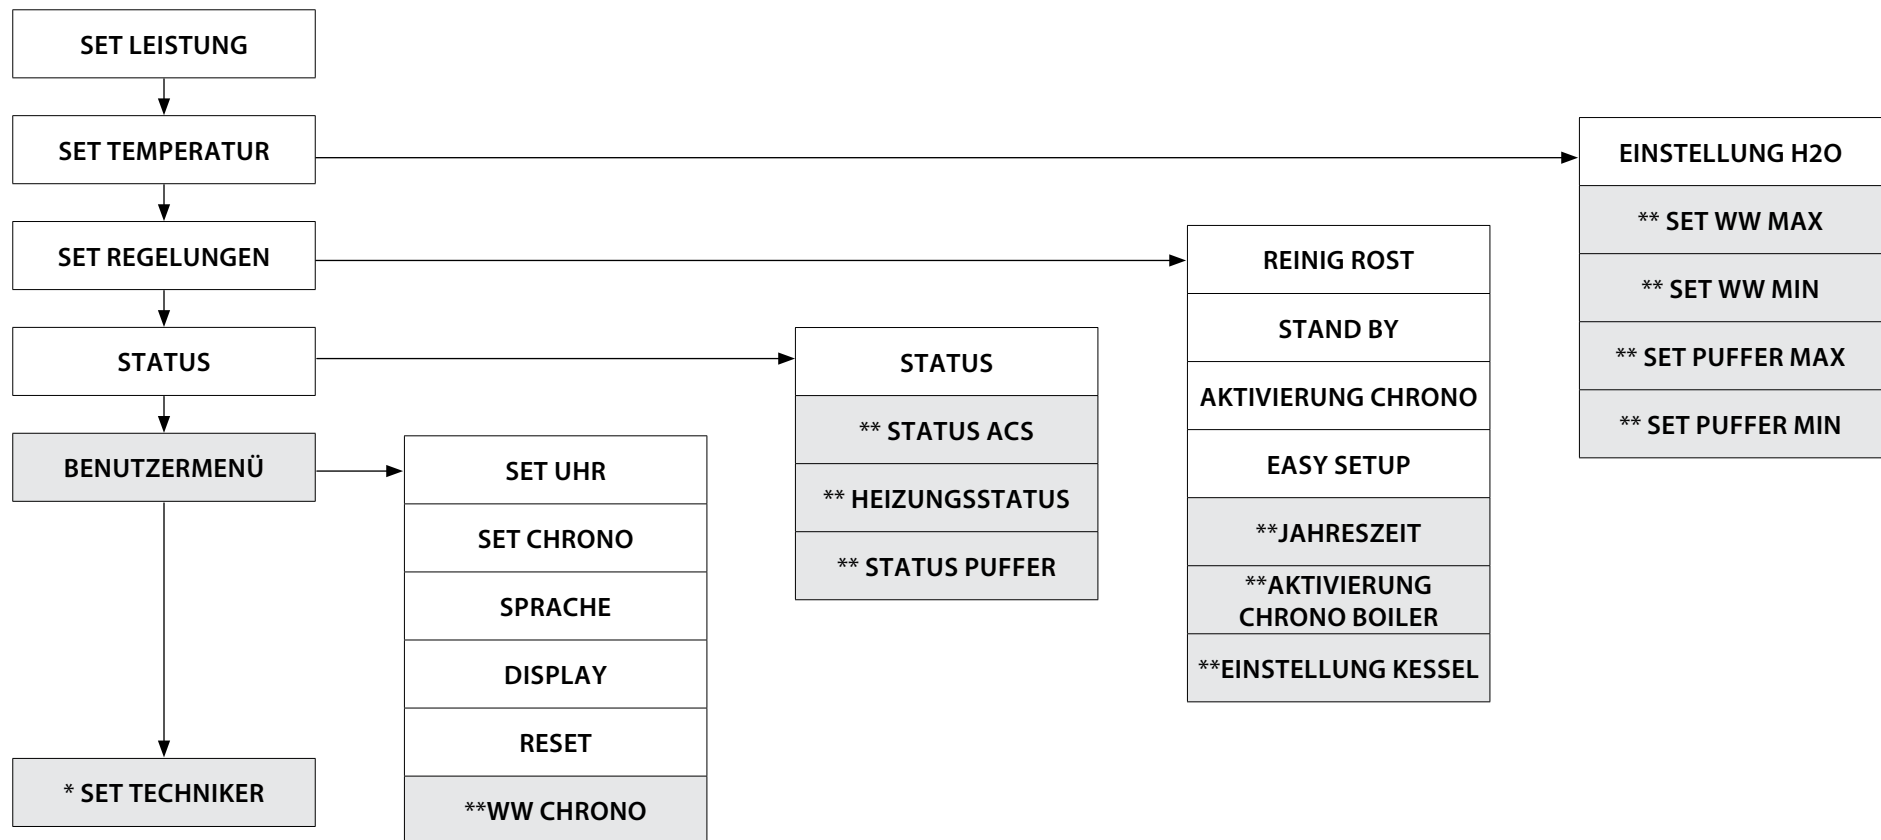 SET LEISTUNG
SET TEMPERATUR
SET REGELUNGEN
STATUS
BENUTZERMENÜ
* SET TECHNIKER
SET UHR
SET CHRONO
SPRACHE
DISPLAY
RESET
**WW CHRONO
STATUS
** STATUS ACS
** HEIZUNGSSTATUS
** STATUS PUFFER
REINIG ROST
STAND BY
AKTIVIERUNG CHRONO
EASY SETUP
**JAHRESZEIT
**AKTIVIERUNG
CHRONO BOILER
**EINSTELLUNG KESSEL
EINSTELLUNG H2O
** SET WW MAX
** SET WW MIN
** SET PUFFER MAX
** SET PUFFER MIN